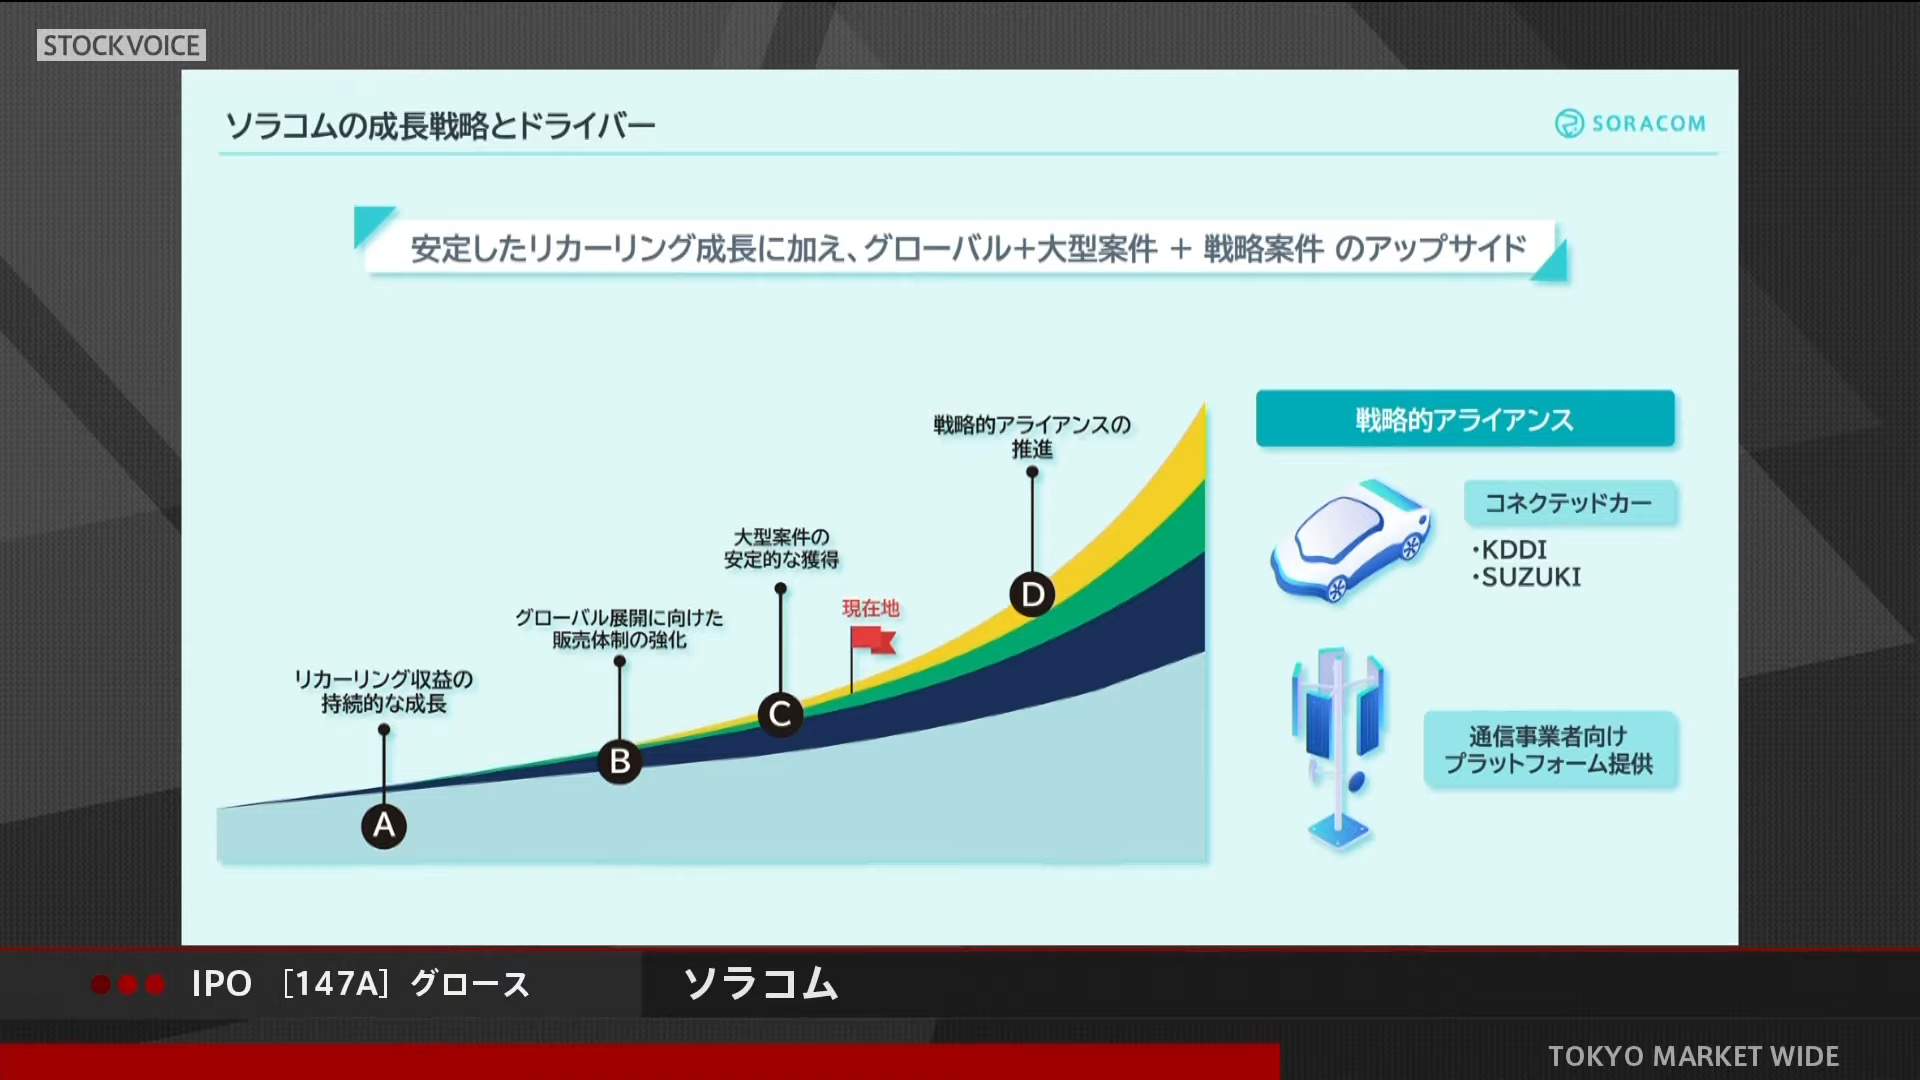 STOCKVOICE
ソラコムの成長戦略とドライバー
SORACOM
安定したリカーリング成長に加え、グローバル＋大型案件 ＋ 戦略案件 のアップサイド
リカーリング収益の
持続的な成長
A
グローバル展開に向けた
販売体制の強化
B
大型案件の
安定的な獲得
C
現在地
戦略的アライアンスの
推進
D
戦略的アライアンス
コネクテッドカー
・KDDI
・SUZUKI
通信事業者向け
プラットフォーム提供
IPO ［147A］グロース
ソラコム
TOKYO MARKET WIDE